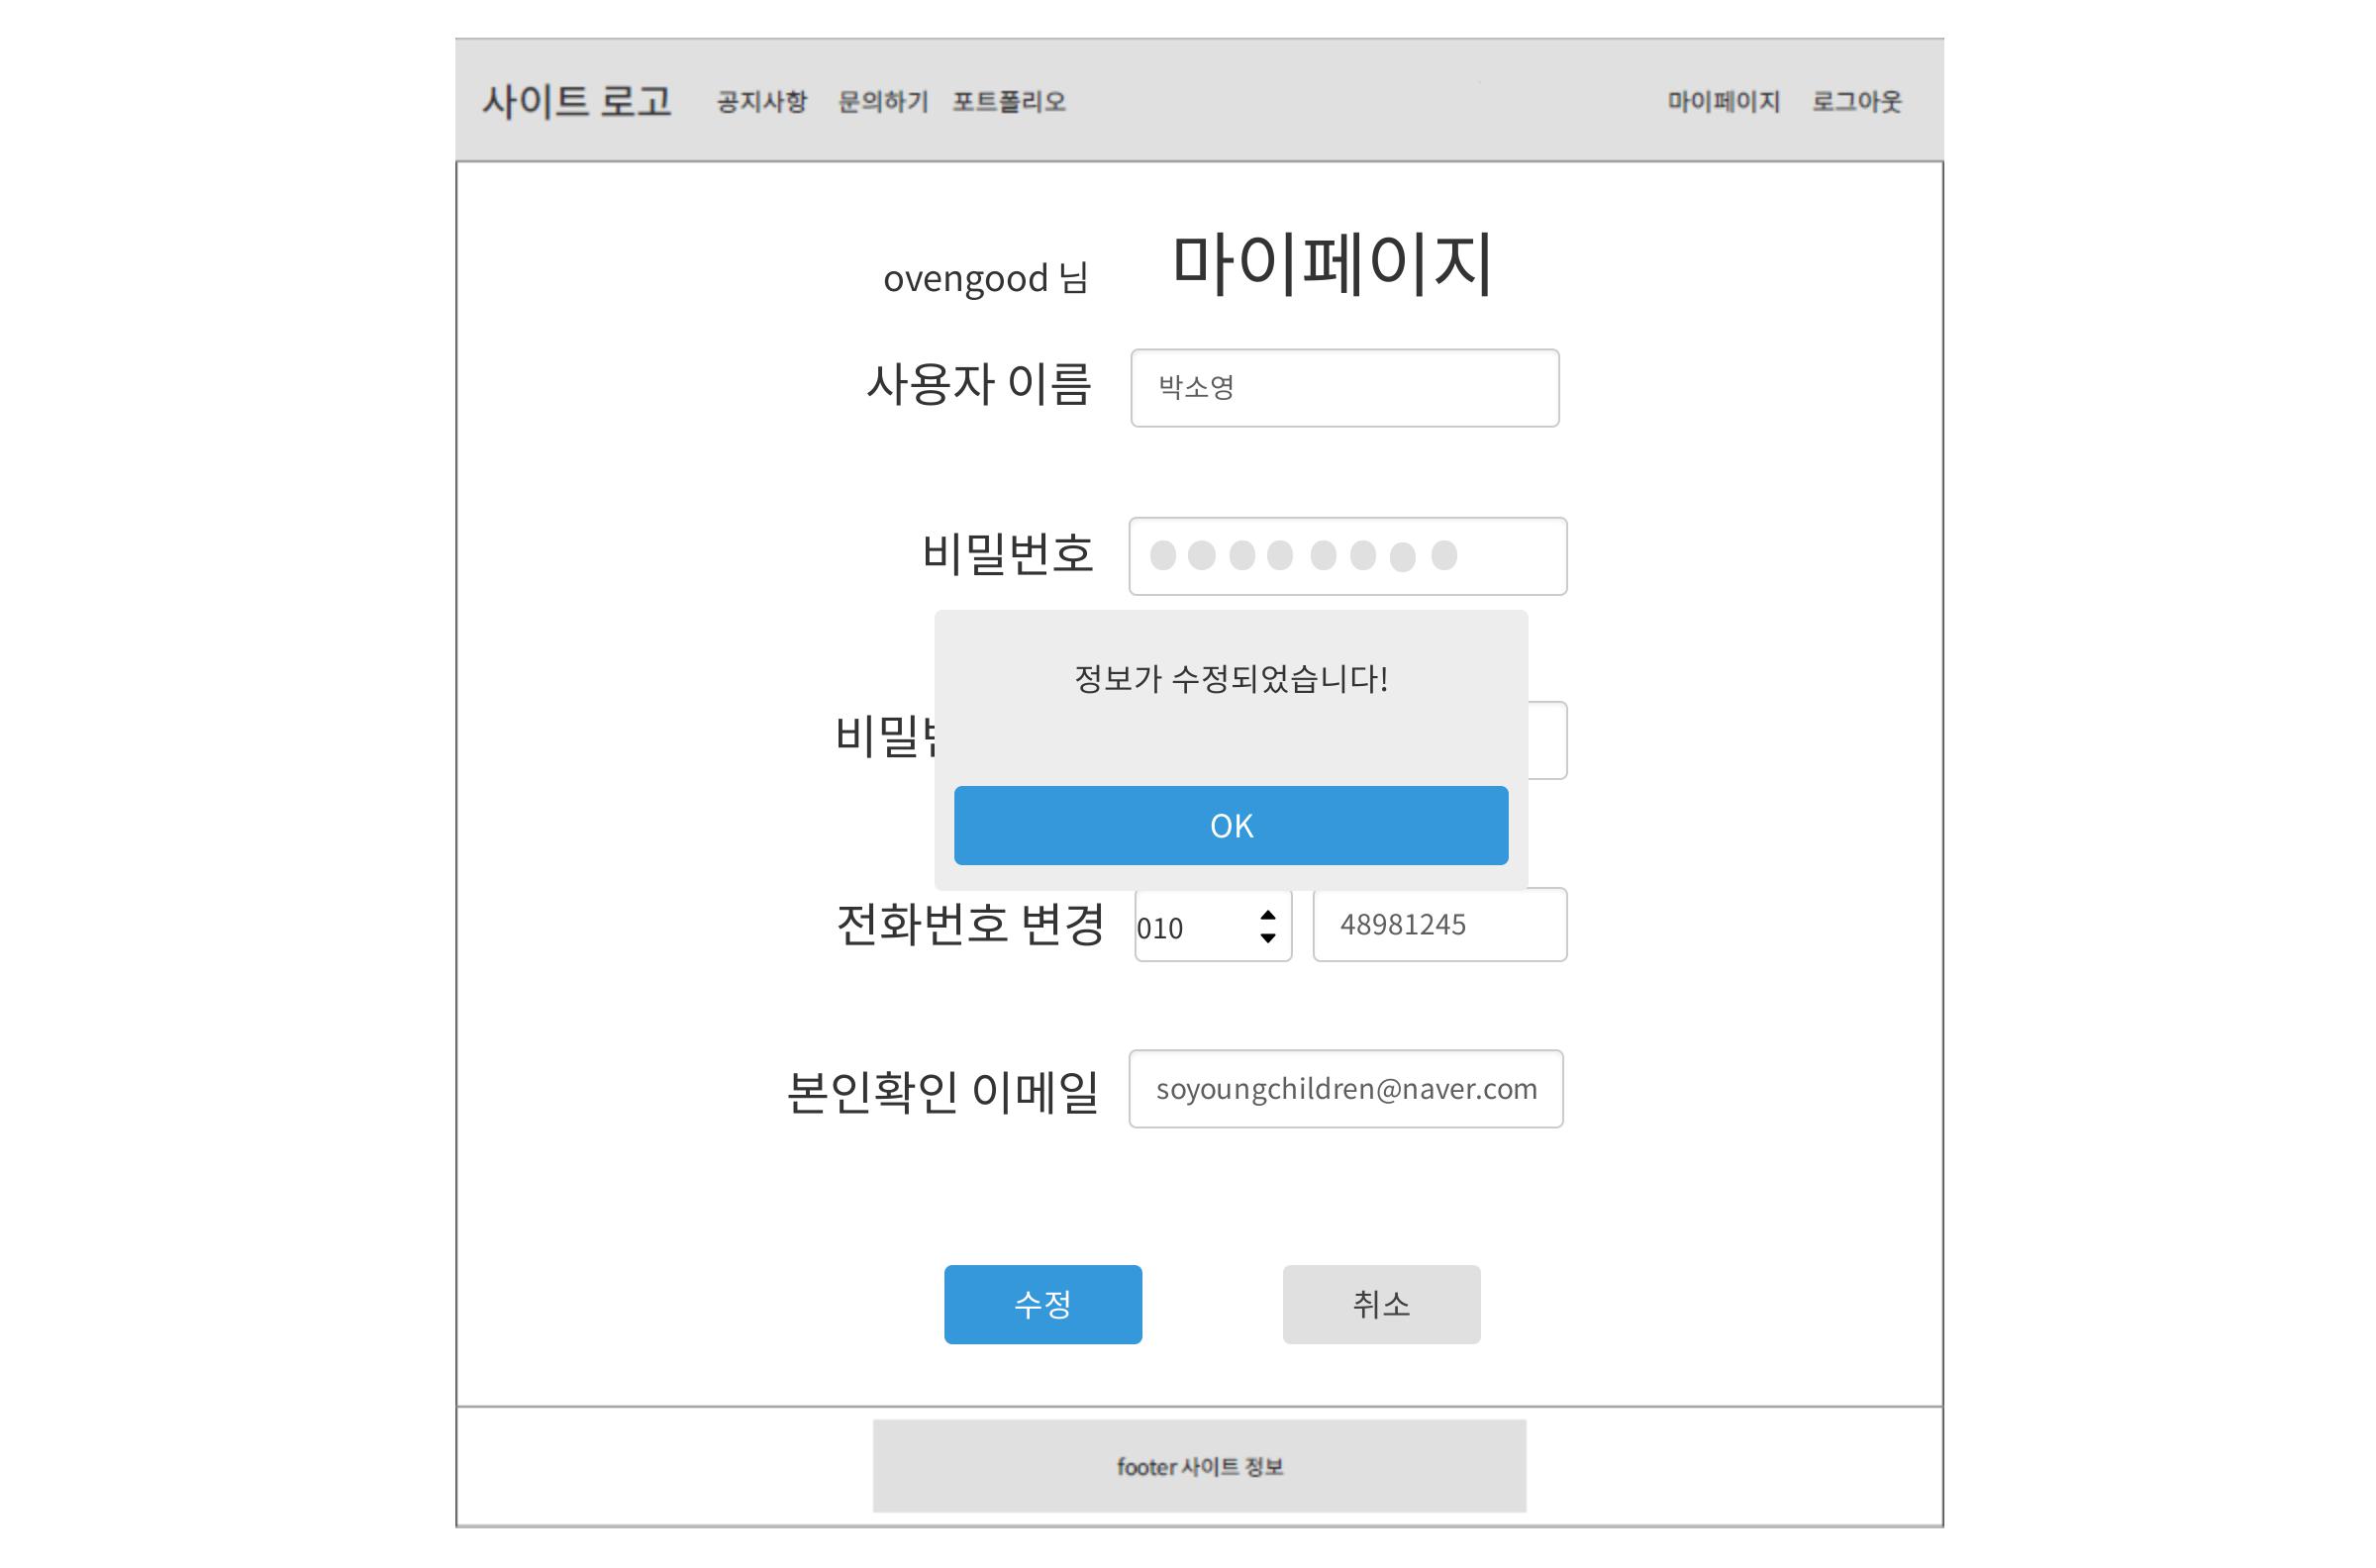 사이트 로고 공지사항 문의하기 포트폴리오 마이페이지 로그아웃
마이페이지
ovengood 님
사용자 이름 박소영
비밀번호
정보가 수정되었습니다!
비밀
OK
전화번호 변경 010 48981245
본인확인 이메일 soyoungchildren@naver.com
수정 취소
footer 사이트 정보